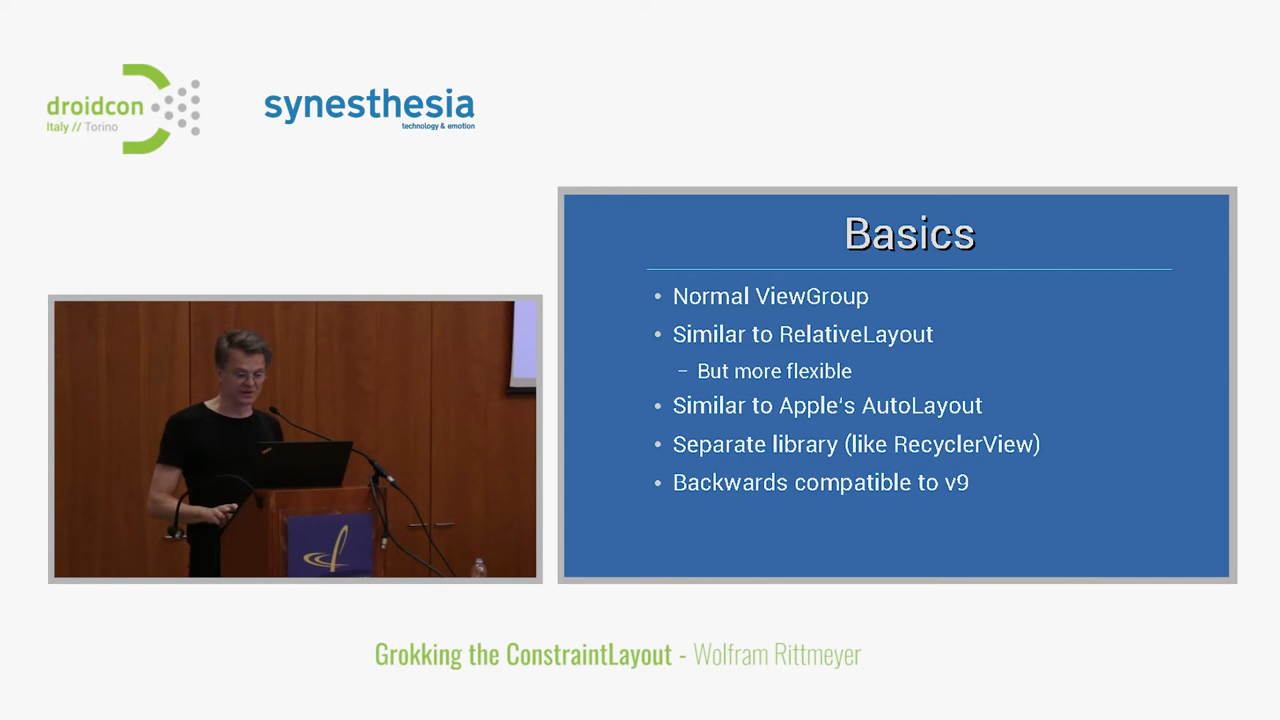 droidcon
Italy // Torino
synesthesia
technology & emotion
Basics
• Normal ViewGroup
• Similar to RelativeLayout
– But more flexible
• Similar to Apple's AutoLayout
• Separate library (like RecyclerView)
• Backwards compatible to v9
Grokking the ConstraintLayout - Wolfram Rittmeyer